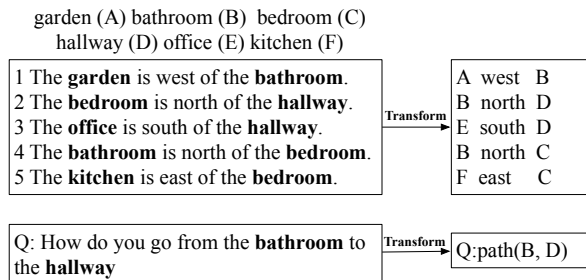 garden (A) bathroom (B) bedroom (C)
hallway (D) office (E) kitchen (F)
1 The garden is west of the bathroom.
2 The bedroom is north of the hallway.
3 The office is south of the hallway.
4 The bathroom is north of the bedroom.
5 The kitchen is east of the bedroom.
Transform
A west B
B north D
E south D
B north C
F east C
Q: How do you go from the bathroom to
the hallway
Transform
Q:path(B, D)